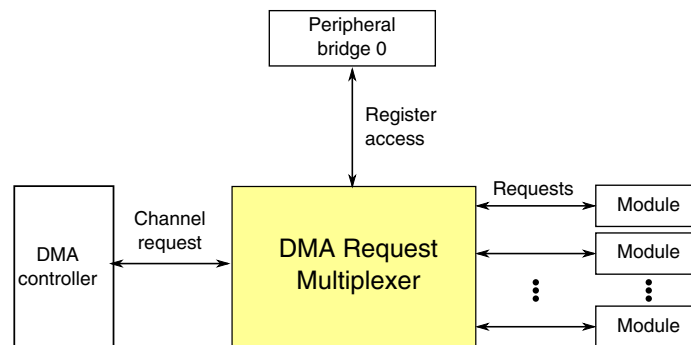 Peripheral
bridge 0
Register
access
Requests
Module
Channel
request
DMA
controller
DMA Request
Multiplexer
Module
Module